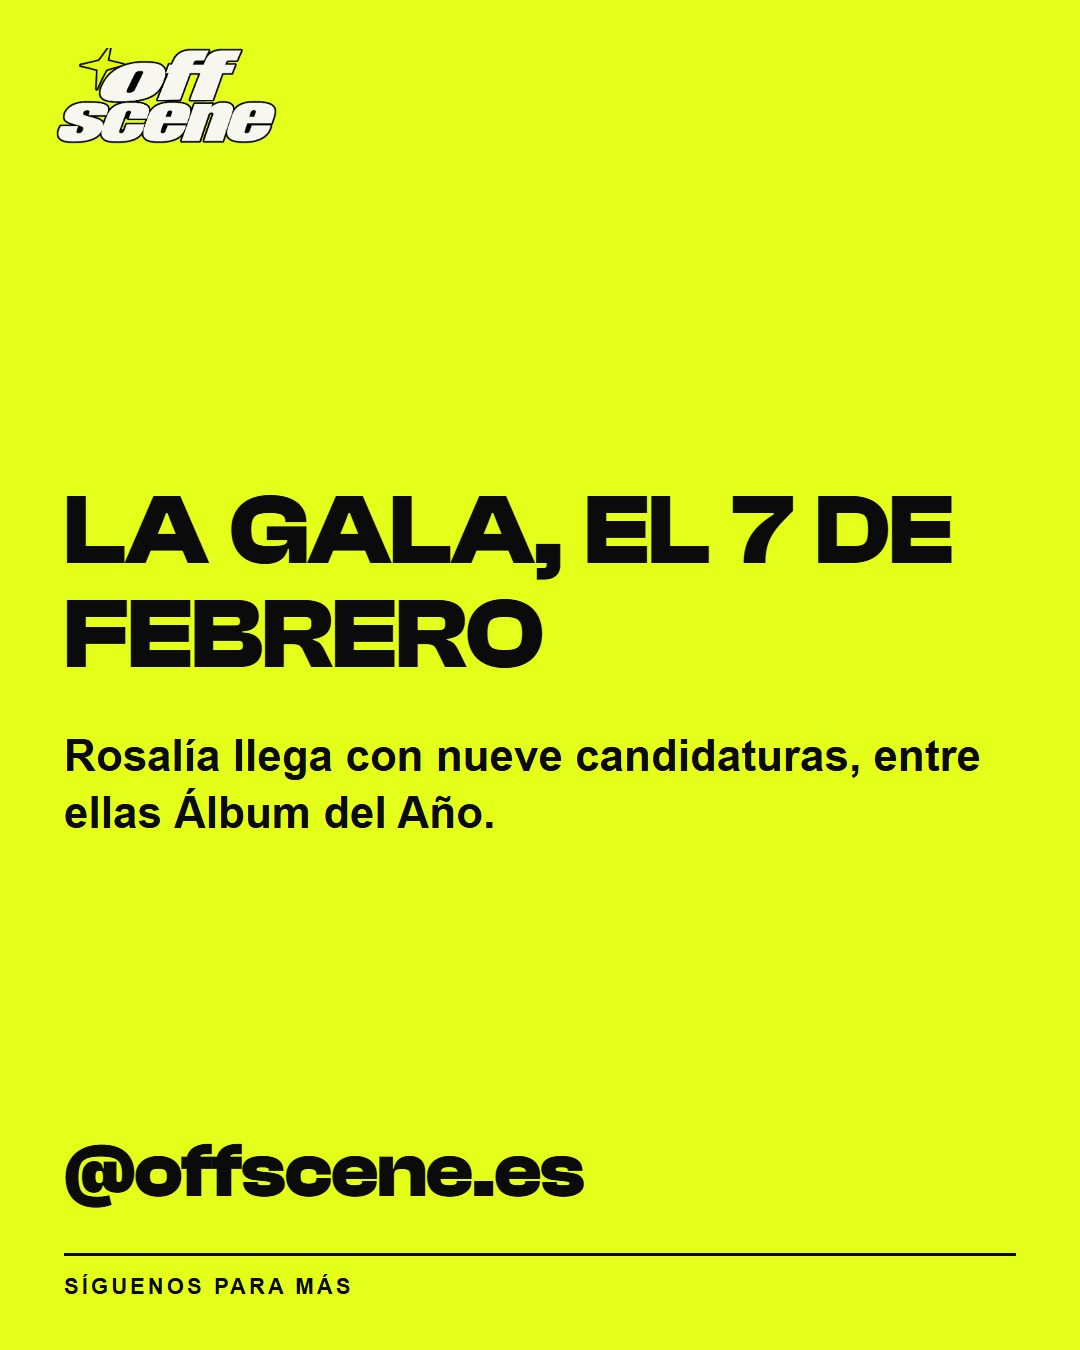 off
scene
LA GALA, EL 7 DE
FEBRERO
Rosalía llega con nueve candidaturas, entre
ellas Álbum del Año.
@offscene.es
SÍGUENOS PARA MÁS